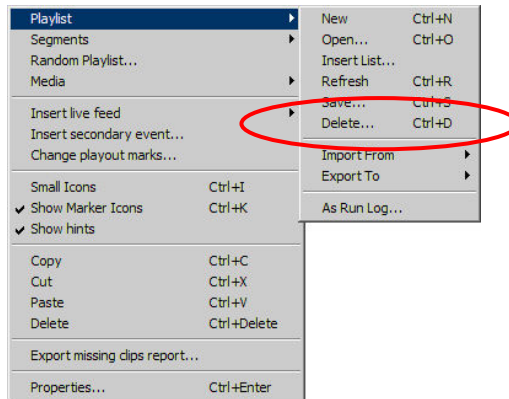 Playlist
Segments
Random Playlist...
Media
Insert live feed
Insert secondary event...
Change playout marks...
Small Icons Ctrl+I
Show Marker Icons Ctrl+K
Show hints
Copy Ctrl+C
Cut Ctrl+X
Paste Ctrl+V
Delete Ctrl+Delete
Export missing clips report...
Properties... Ctrl+Enter
New Ctrl+N
Open... Ctrl+O
Insert List...
Refresh Ctrl+R
Save... Ctrl+S
Delete... Ctrl+D
Import From
Export To
As Run Log...